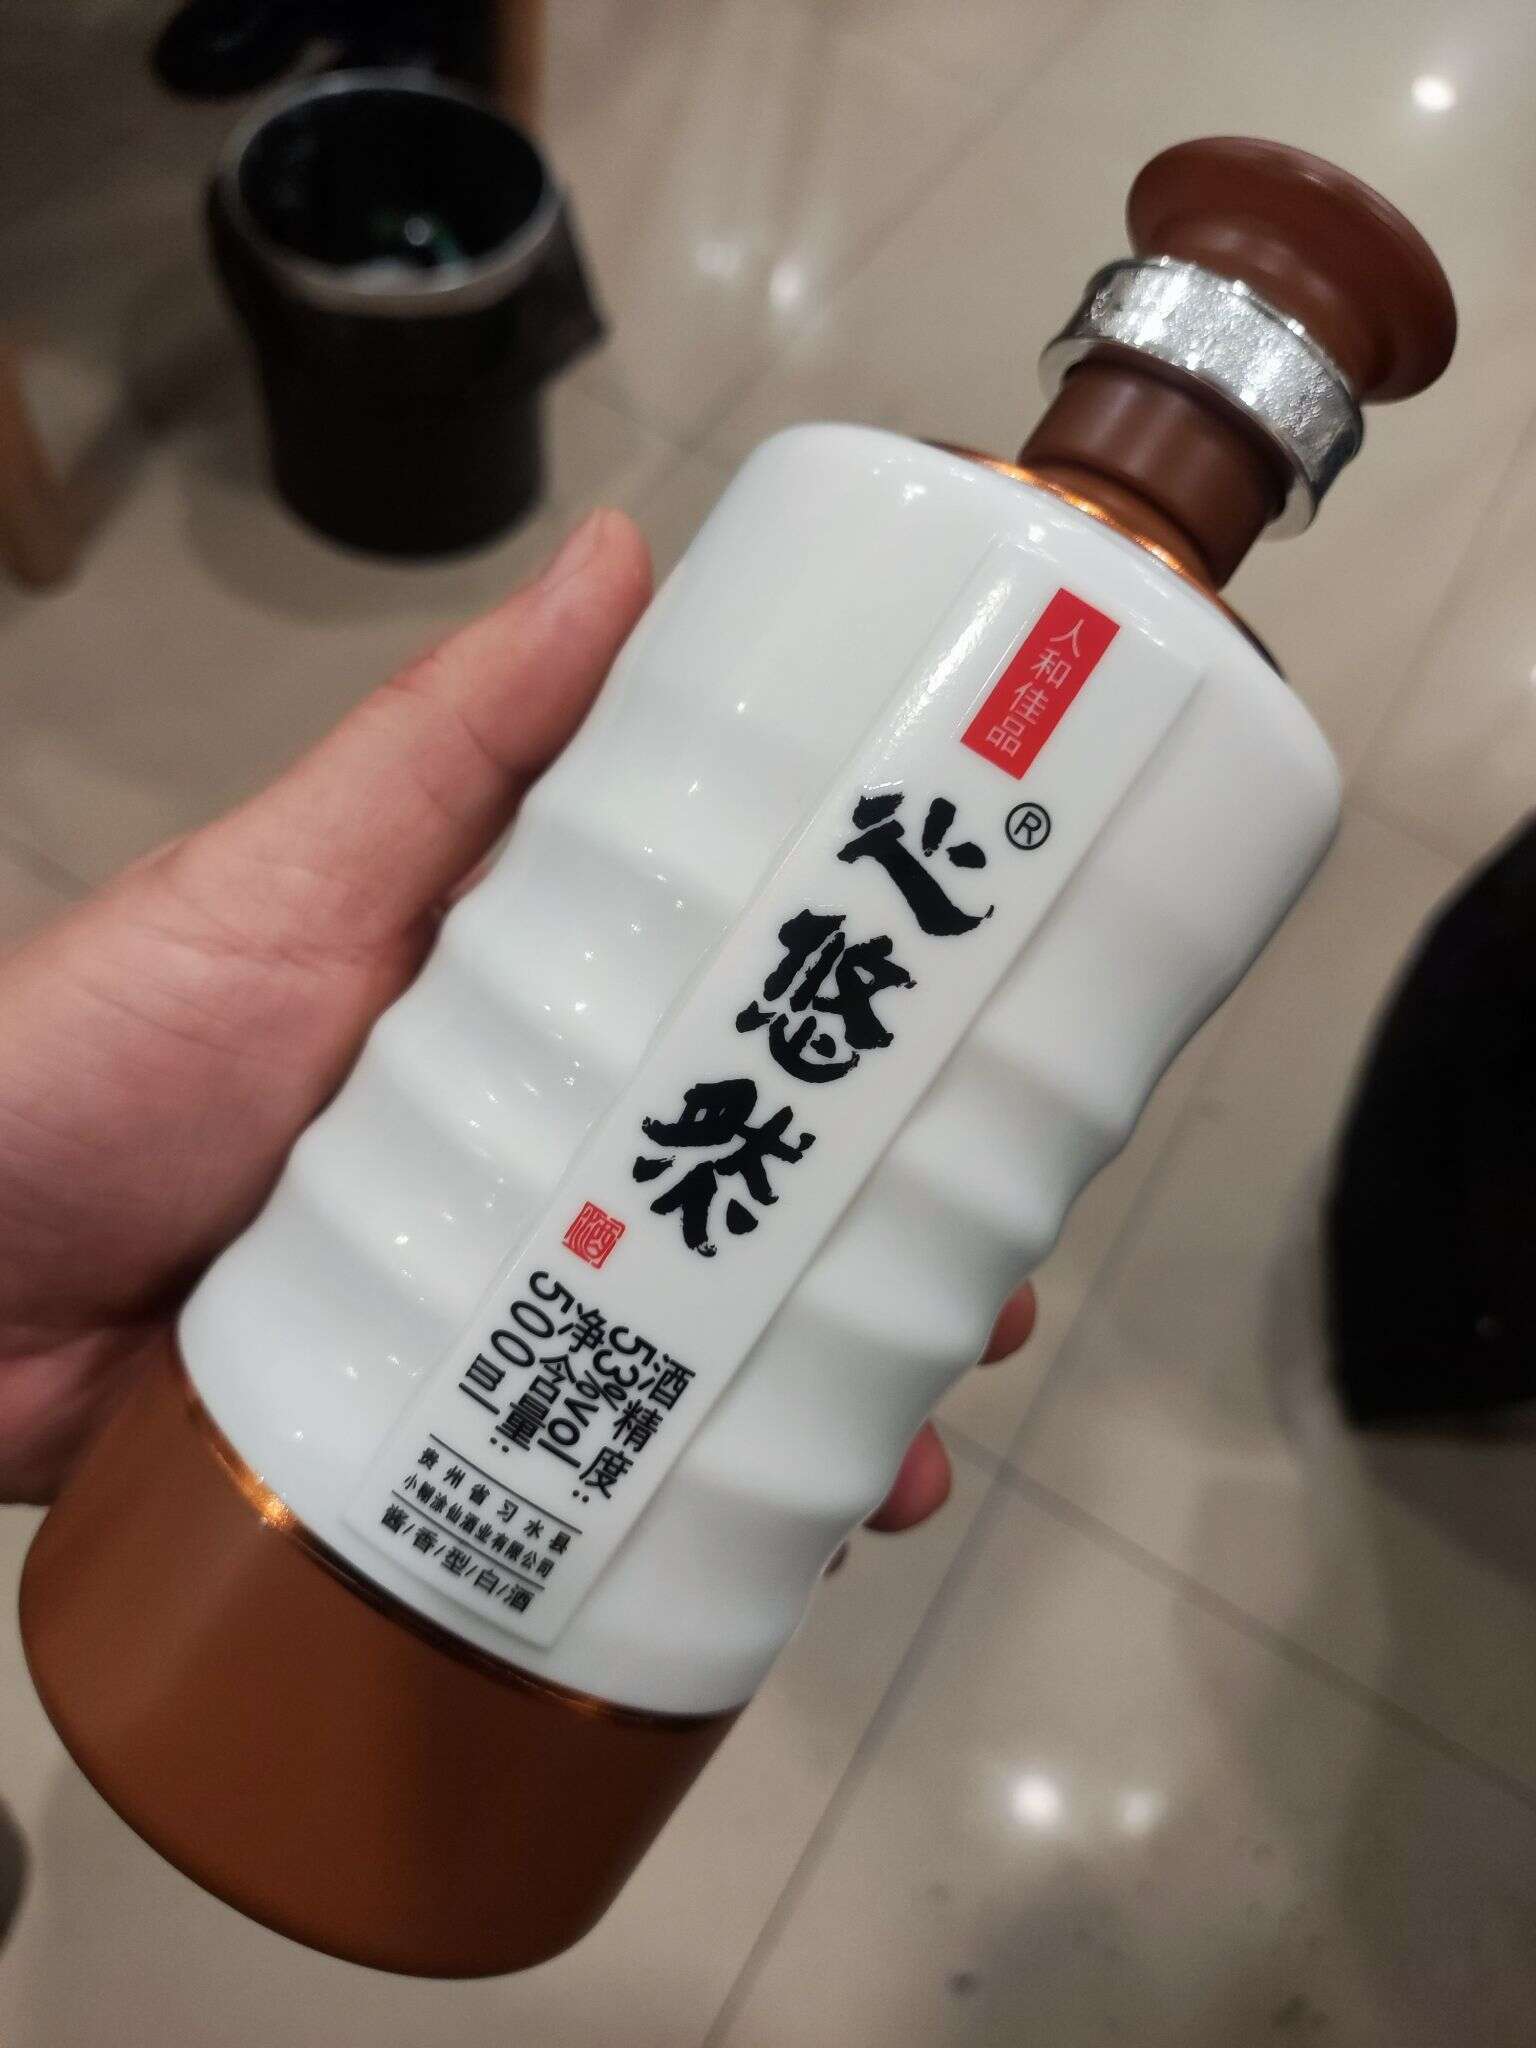 人和佳品
心悠然®
酒
酒精度:
53%vol
净含量:
500ml
贵州省习水县
小糊涂仙酒业有限公司
酱/香/型/白/酒